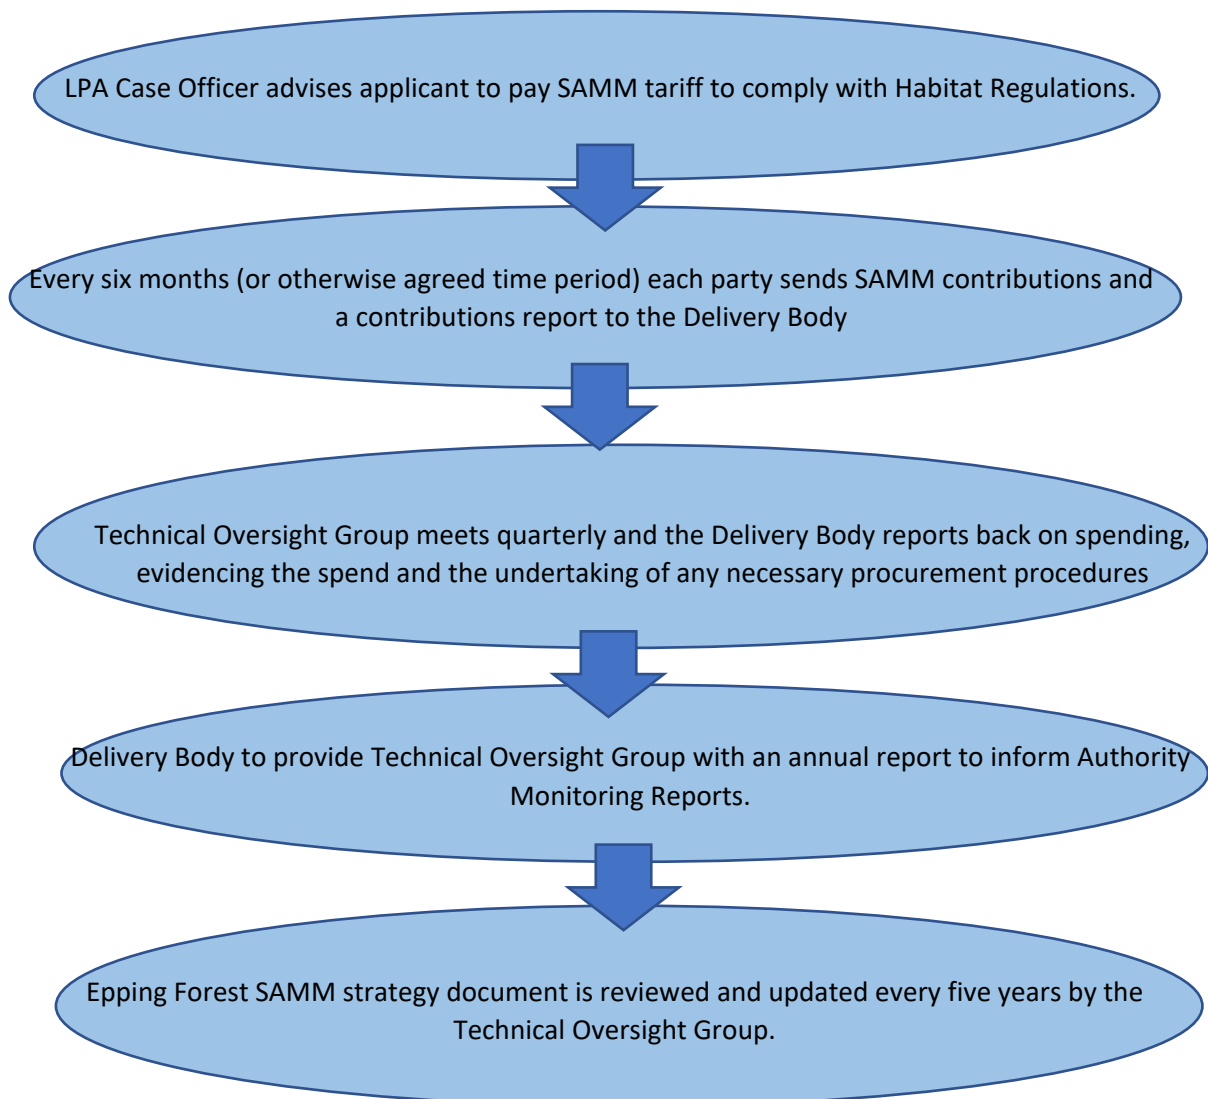 LPA Case Officer advises applicant to pay SAMM tariff to comply with Habitat Regulations.
Every six months (or otherwise agreed time period) each party sends SAMM contributions and
a contributions report to the Delivery Body
Technical Oversight Group meets quarterly and the Delivery Body reports back on spending,
evidencing the spend and the undertaking of any necessary procurement procedures
Delivery Body to provide Technical Oversight Group with an annual report to inform Authority
Monitoring Reports.
Epping Forest SAMM strategy document is reviewed and updated every five years by the
Technical Oversight Group.